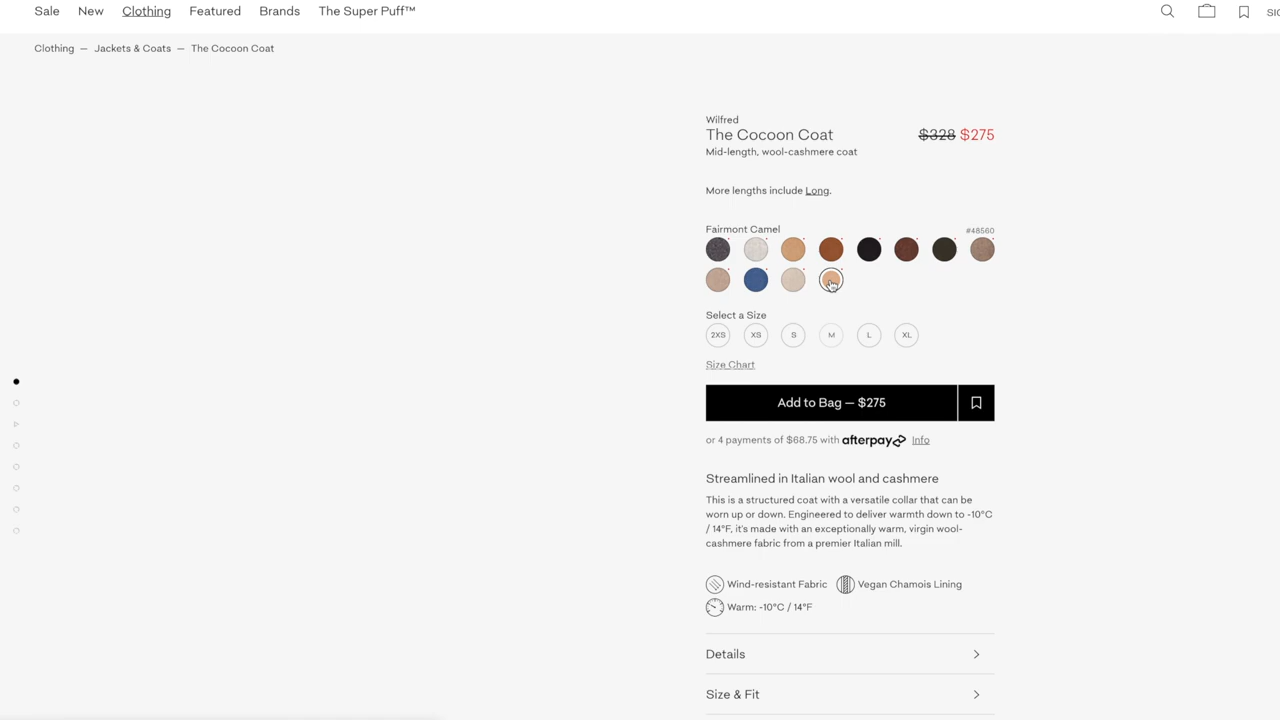 Sale New Clothing Featured Brands The Super Puff™
SIG
Clothing — Jackets & Coats — The Cocoon Coat
Wilfred
The Cocoon Coat $328 $275
Mid-length, wool-cashmere coat
More lengths include Long.
Fairmont Camel #48560
Select a Size
2XS XS S M L XL
Size Chart
Add to Bag — $275
or 4 payments of $68.75 with afterpay Info
Streamlined in Italian wool and cashmere
This is a structured coat with a versatile collar that can be
worn up or down. Engineered to deliver warmth down to -10°C
/ 14°F, it's made with an exceptionally warm, virgin wool-
cashmere fabric from a premier Italian mill.
Wind-resistant Fabric Vegan Chamois Lining
Warm: -10°C / 14°F
Details
Size & Fit